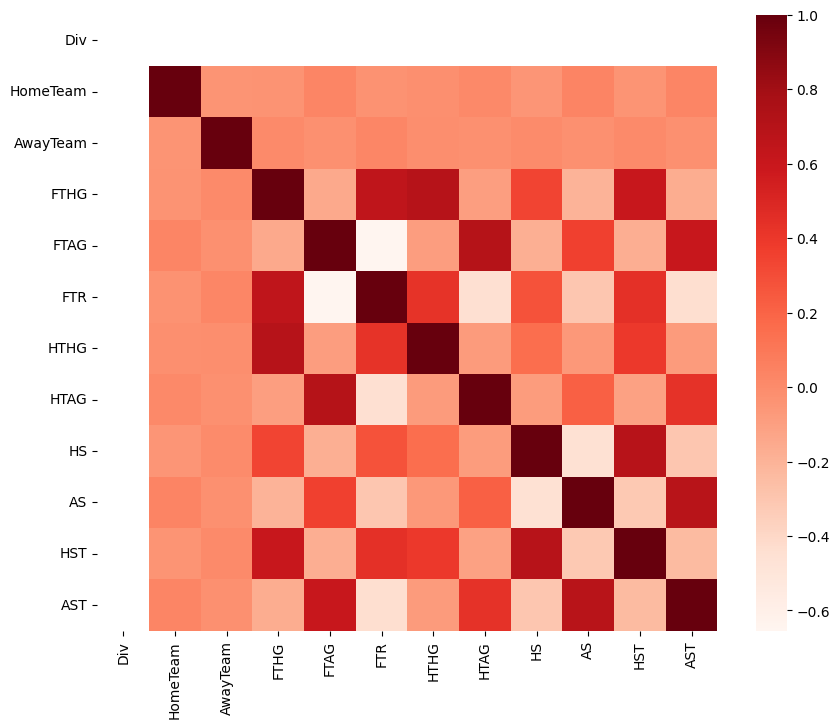 Div
HomeTeam
AwayTeam
FTHG
FTAG
FTR
HTHG
HTAG
HS
AS
HST
AST
Div
HomeTeam
AwayTeam
FTHG
FTAG
FTR
HTHG
HTAG
HS
AS
HST
AST
1.0
0.8
0.6
0.4
0.2
0.0
−0.2
−0.4
−0.6